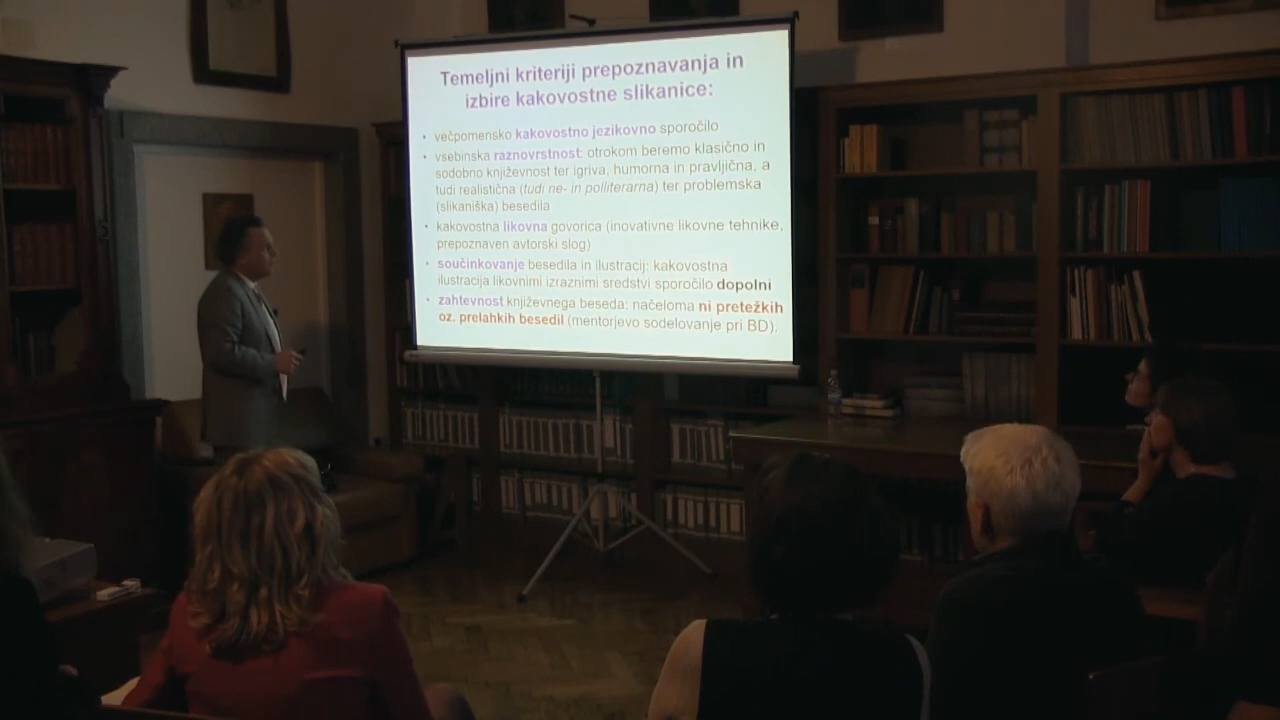 Temeljni kriteriji prepoznavanja in
izbire kakovostne slikanice:
• večpomensko kakovostno jezikovno sporočilo
• vsebinska raznovrstnost: otrokom beremo klasično in
sodobno književnost ter igriva, humorna in pravljična, a
tudi realistična (tudi ne- in polliterarna) ter problemska
(slikaniška) besedila
• kakovostna likovna govorica (inovativne likovne tehnike,
prepoznaven avtorski slog)
• součinkovanje besedila in ilustracij: kakovostna
ilustracija likovnimi izraznimi sredstvi sporočilo dopolni
• zahtevnost književnega beseda: načeloma ni pretežkih
oz. prelahkih besedil (mentorjevo sodelovanje pri BD).